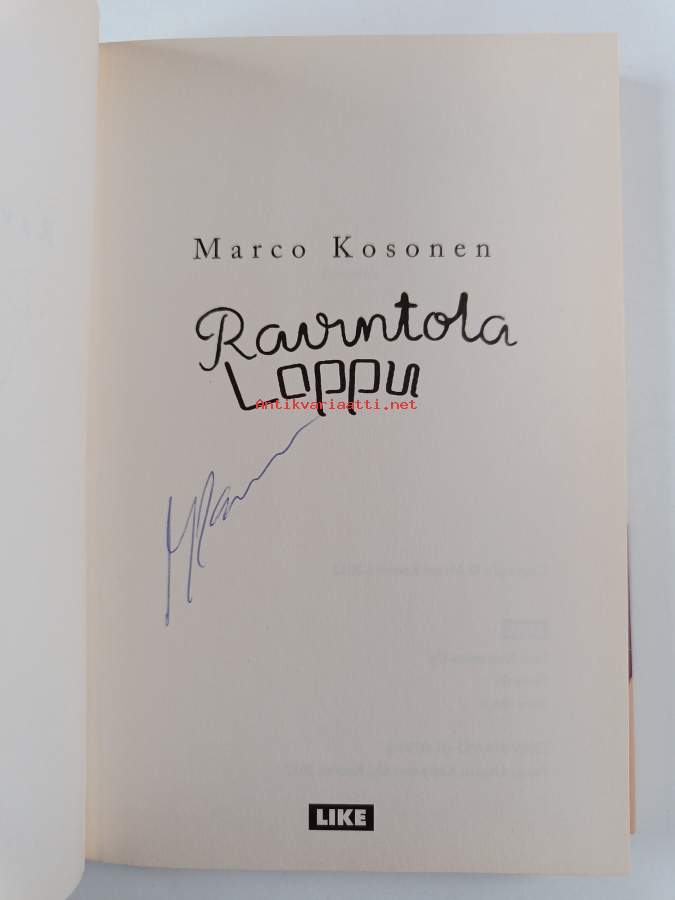 Marco Kosonen
Ravintola
Loppu
Antikvariaatti.net
LIKE